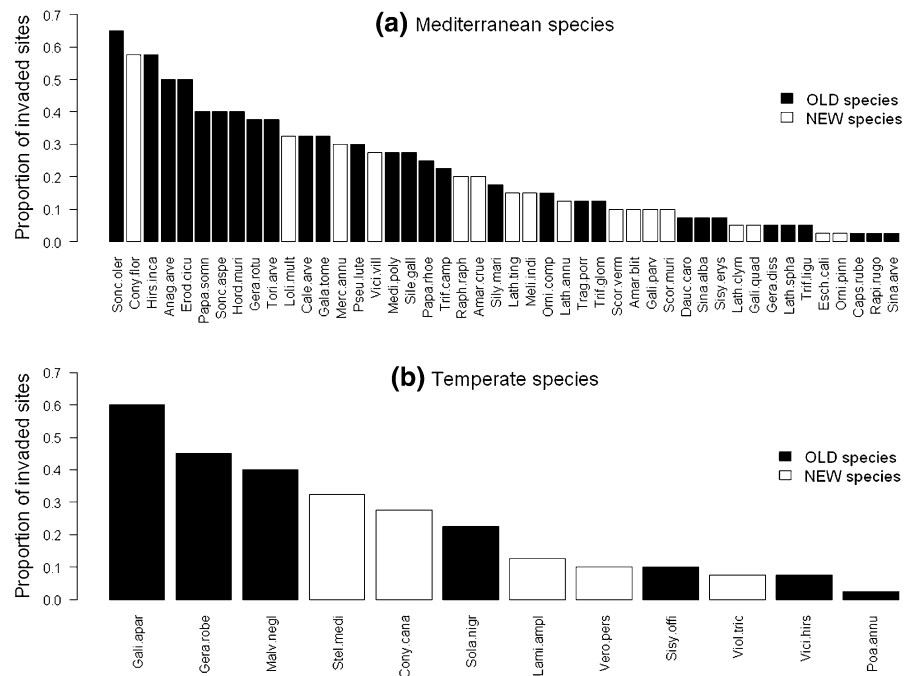 (a) Mediterranean species
Proportion of invaded sites
0.7
0.6
0.5
0.4
0.3
0.2
0.1
0.0
OLD species
NEW species
Sonc.oler
Cony.flor
Hirs.inca
Anag.arve
Erod.cicu
Papa.somn
Sonc.aspe
Hord.muri
Gera.rotu
Tori.arve
Loli.mult
Cale.arve
Gala.tome
Merc.annu
Pseu.lute
Vici.vill
Medi.poly
Sile.gall
Papa.rhoe
Trif.camp
Raph.raph
Amar.crue
Sily.mari
Lath.ting
Meli.indi
Orni.comp
Lath.annu
Trag.porr
Trif.glom
Scor.verm
Amar.blit
Gali.parv
Scor.muri
Dauc.caro
Sina.alba
Sisy.erys
Lath.clym
Gali.quad
Gera.diss
Lath.spha
Trif.ligu
Esch.cali
Orni.pinn
Caps.rube
Rapi.rugo
Sina.arve
(b) Temperate species
Proportion of invaded sites
0.7
0.6
0.5
0.4
0.3
0.2
0.1
0.0
OLD species
NEW species
Gali.apar
Gera.robe
Malv.negl
Stel.medi
Cony.cana
Sola.nigr
Lami.ampl
Vero.pers
Sisy.offi
Viol.tric
Vici.hirs
Poa.annu